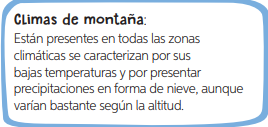 Climas de montaña:
Están presentes en todas las zonas
climáticas se caracterizan por sus
bajas temperaturas y por presentar
precipitaciones en forma de nieve, aunque
varían bastante según la altitud.